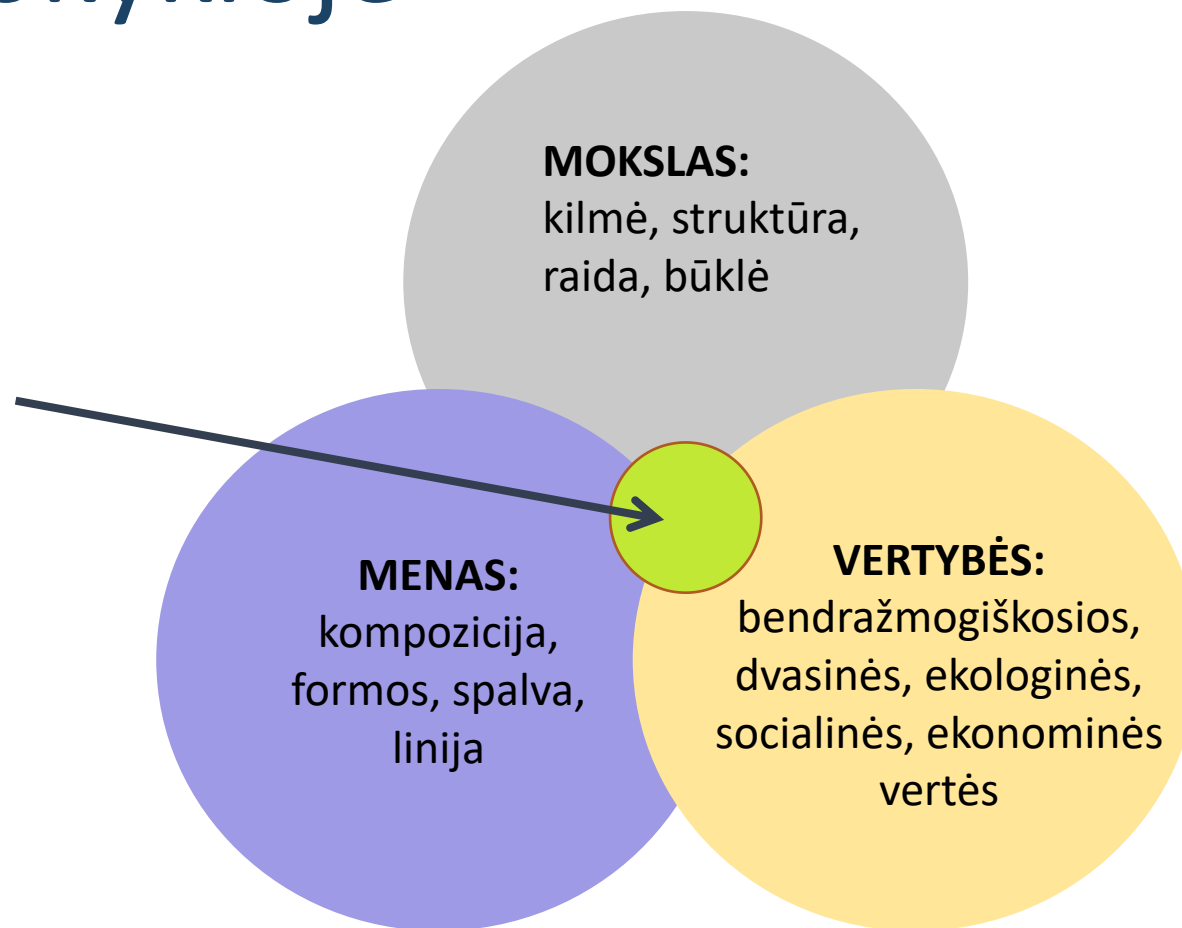 MOKSLAS:
kilmė, struktūra,
raida, būklė
MENAS:
kompozicija,
formos, spalva,
linija
VERTYBĖS:
bendražmogiškosios,
dvasinės, ekologinės,
socialinės, ekonominės
vertės